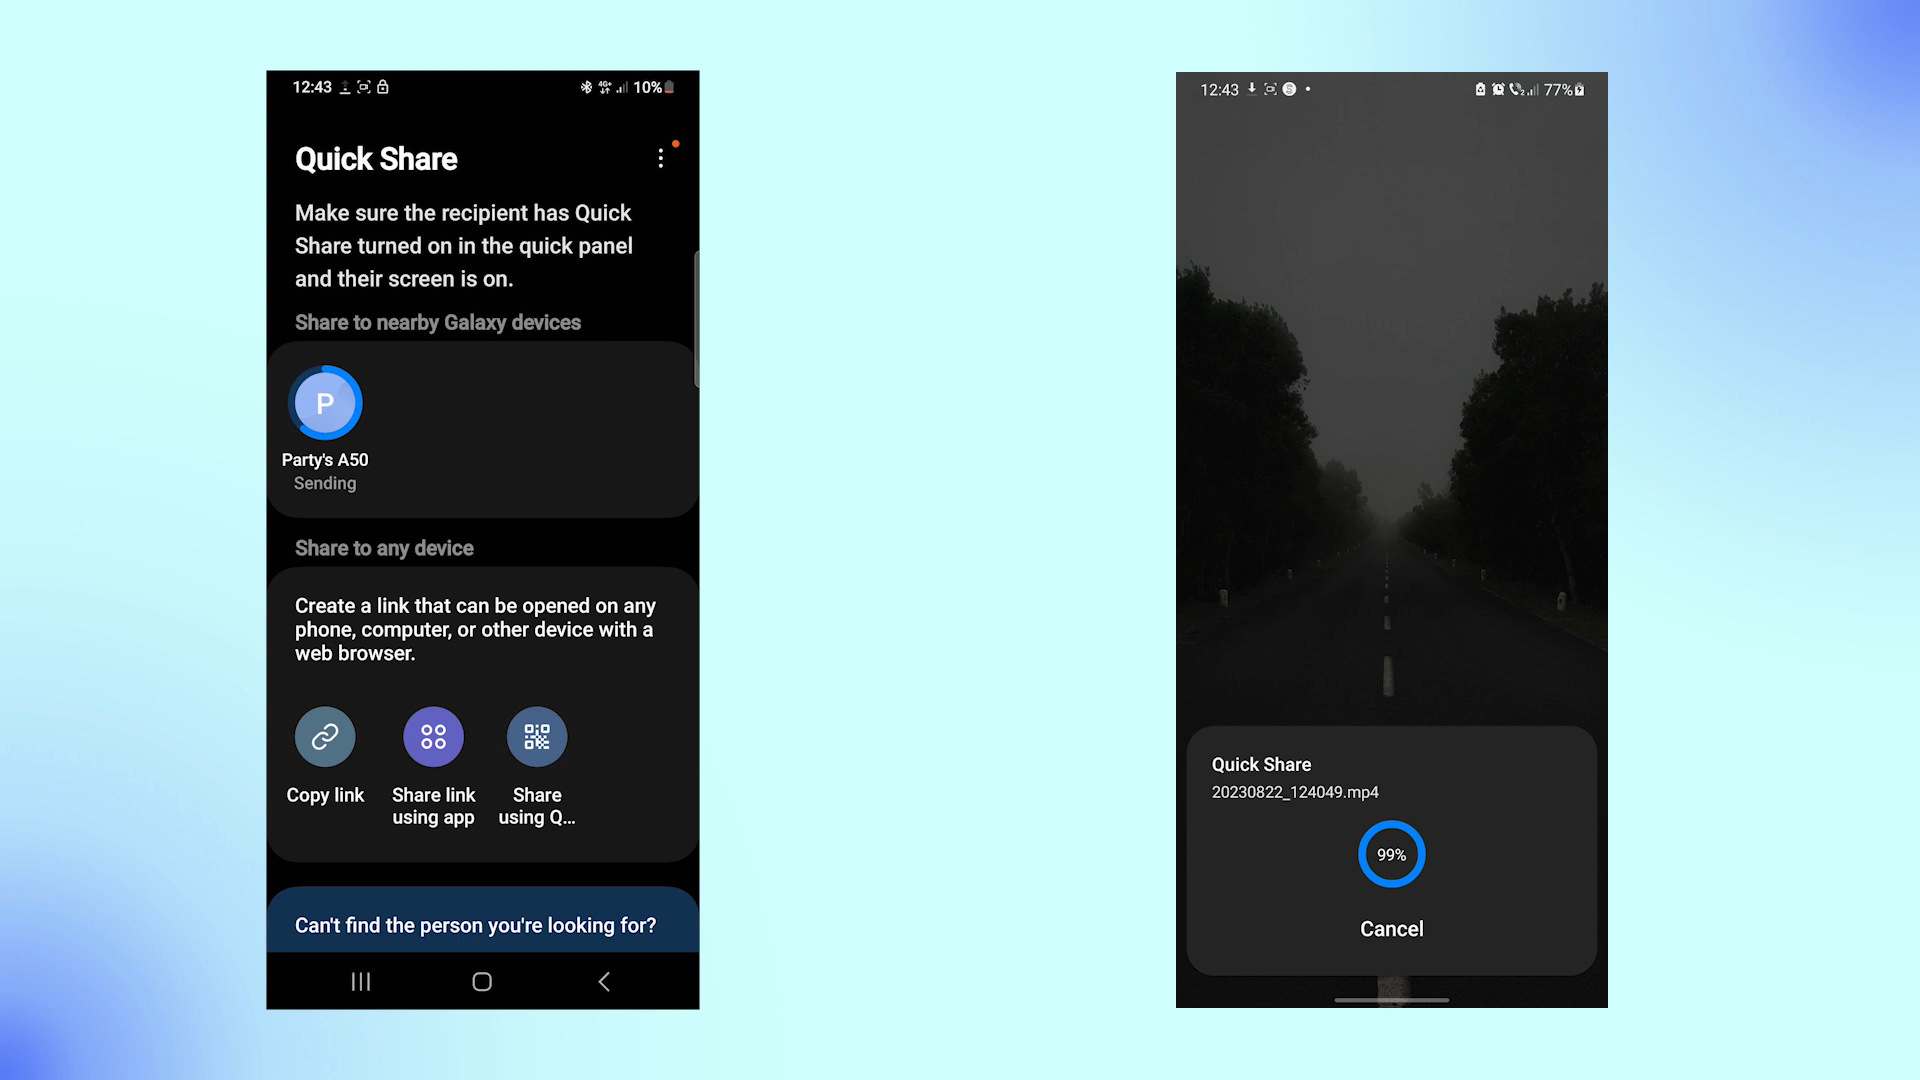 12:43
10%
Quick Share
Make sure the recipient has Quick
Share turned on in the quick panel
and their screen is on.
Share to nearby Galaxy devices
P
Party's A50
Sending
Share to any device
Create a link that can be opened on any
phone, computer, or other device with a
web browser.
Copy link
Share link
using app
Share
using Q...
Can't find the person you're looking for?
12:43
77%
Quick Share
20230822_124049.mp4
99%
Cancel